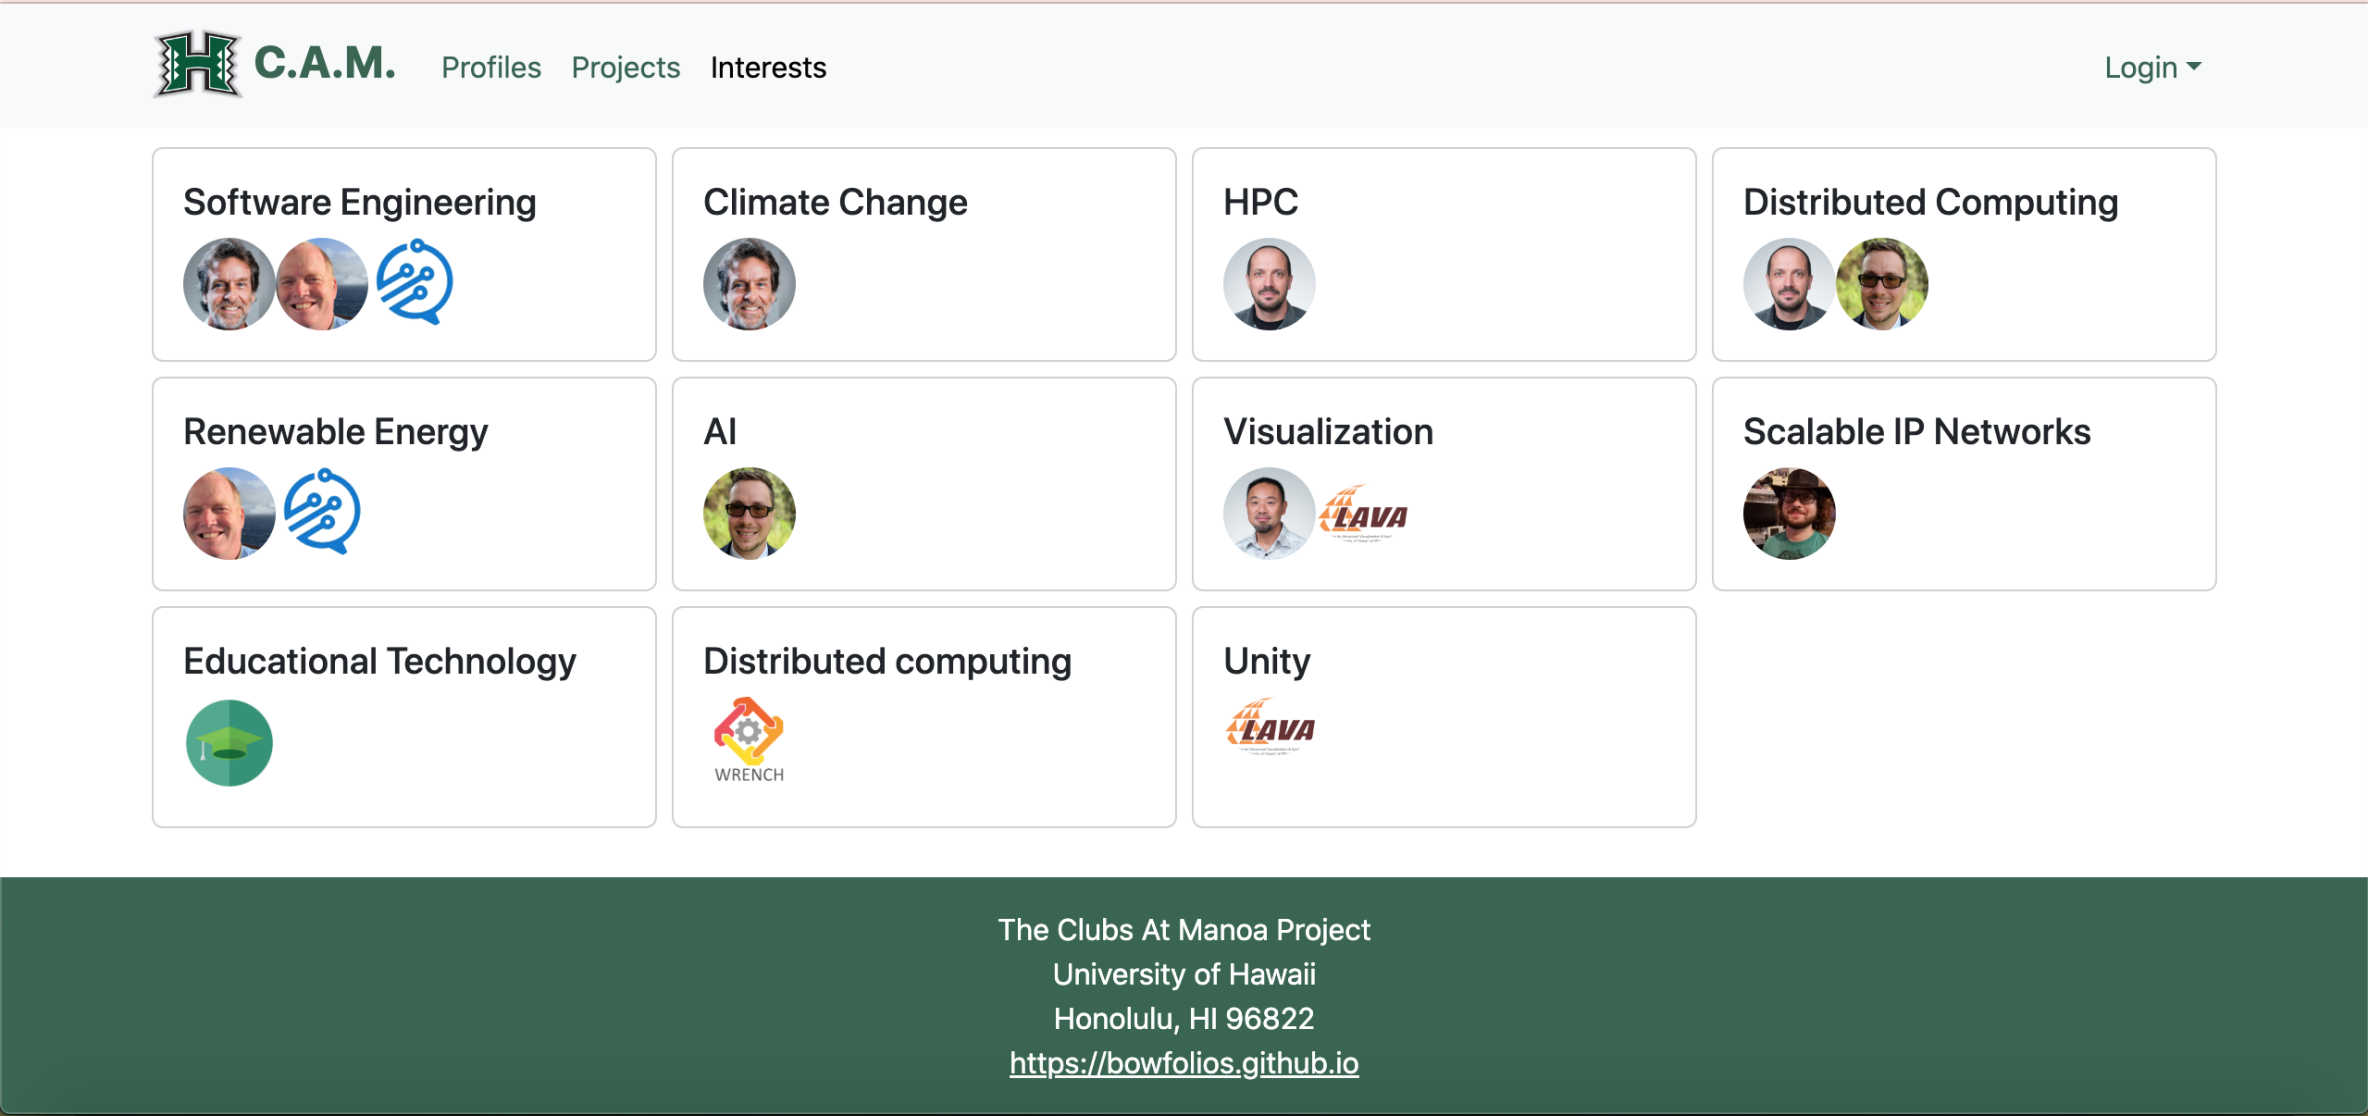 C.A.M. Profiles Projects Interests Login
Software Engineering
Climate Change
HPC
Distributed Computing
Renewable Energy
AI
Visualization
LAVA
Scalable IP Networks
Educational Technology
Distributed computing
WRENCH
Unity
LAVA
The Clubs At Manoa Project
University of Hawaii
Honolulu, HI 96822
https://bowfolios.github.io